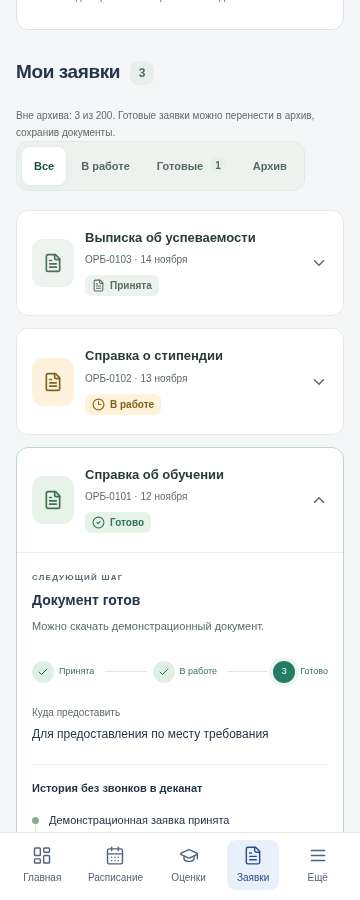 Мои заявки 3
Вне архива: 3 из 200. Готовые заявки можно перенести в архив,
сохранив документы.
Все В работе Готовые 1 Архив
Выписка об успеваемости
ОРБ-0103 · 14 ноября
Принята
Справка о стипендии
ОРБ-0102 · 13 ноября
В работе
Справка об обучении
ОРБ-0101 · 12 ноября
Готово
СЛЕДУЮЩИЙ ШАГ
Документ готов
Можно скачать демонстрационный документ.
Принята В работе 3 Готово
Куда предоставить
Для предоставления по месту требования
История без звонков в деканат
Демонстрационная заявка принята
Главная Расписание Оценки Заявки Ещё